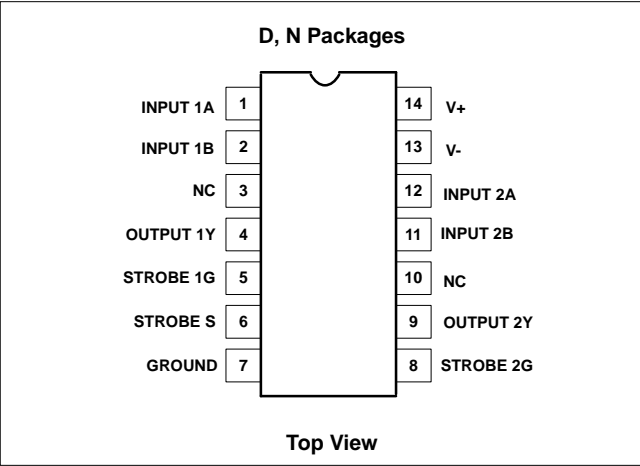 D, N Packages
INPUT 1A 1 14 V+
INPUT 1B 2 13 V-
NC 3 12 INPUT 2A
OUTPUT 1Y 4 11 INPUT 2B
STROBE 1G 5 10 NC
STROBE S 6 9 OUTPUT 2Y
GROUND 7 8 STROBE 2G
Top View